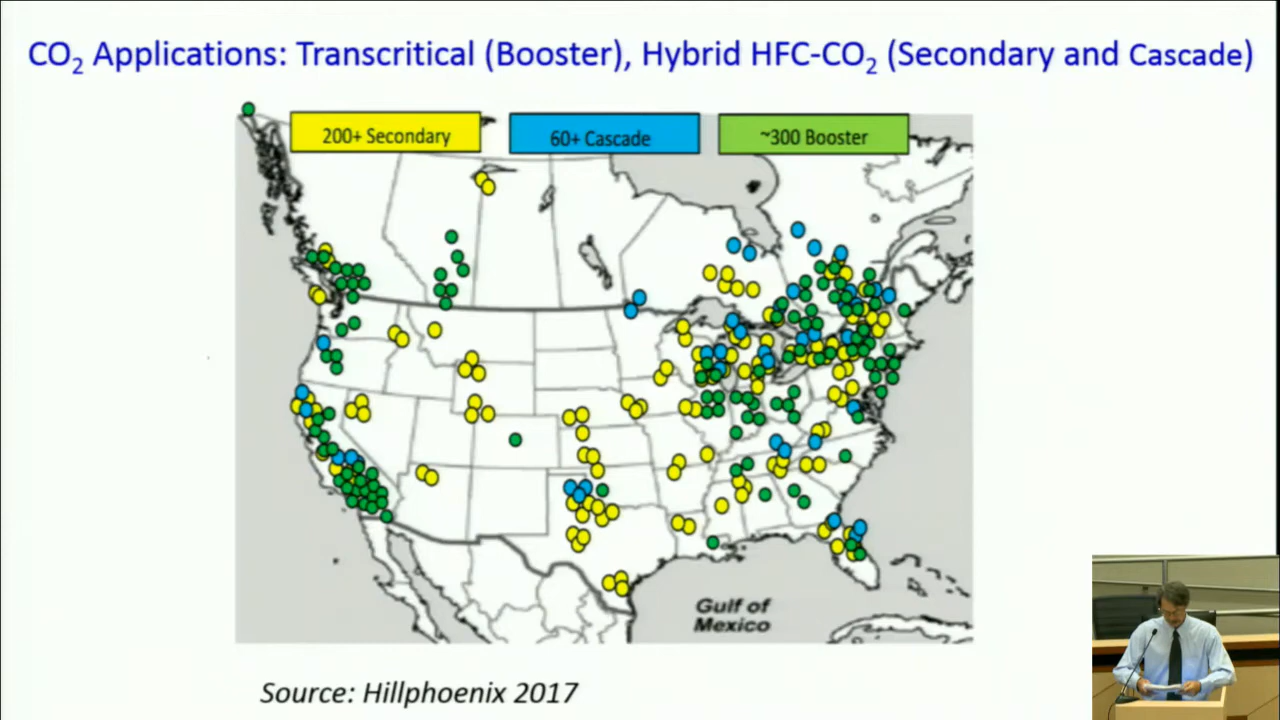 CO₂ Applications: Transcritical (Booster), Hybrid HFC-CO₂ (Secondary and Cascade)
200+ Secondary
60+ Cascade
~300 Booster
Gulf of
Mexico
Source: Hillphoenix 2017